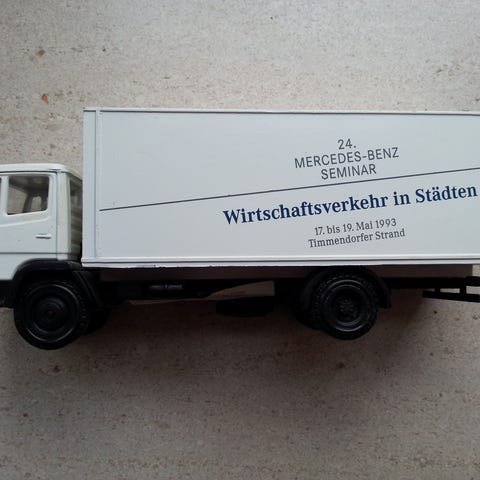 24.
MERCEDES-BENZ
SEMINAR
Wirtschaftsverkehr in Städten
17. bis 19. Mai 1993
Timmendorfer Strand